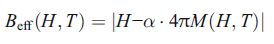 B_eff(H, T) = |H−α · 4πM(H, T)|